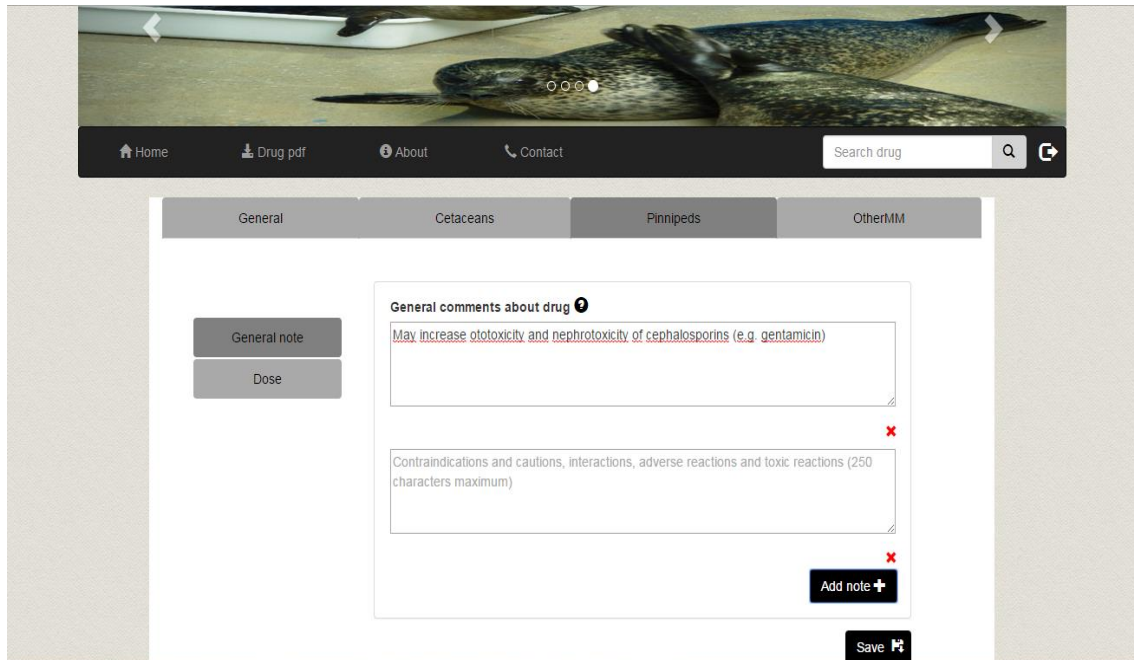 Home Drug pdf About Contact Search drug
General Cetaceans Pinnipeds OtherMM
General comments about drug
General note
May increase ototoxicity and nephrotoxicity of cephalosporins (e.g. gentamicin)
Dose
Contraindications and cautions, interactions, adverse reactions and toxic reactions (250
characters maximum)
Add note
Save